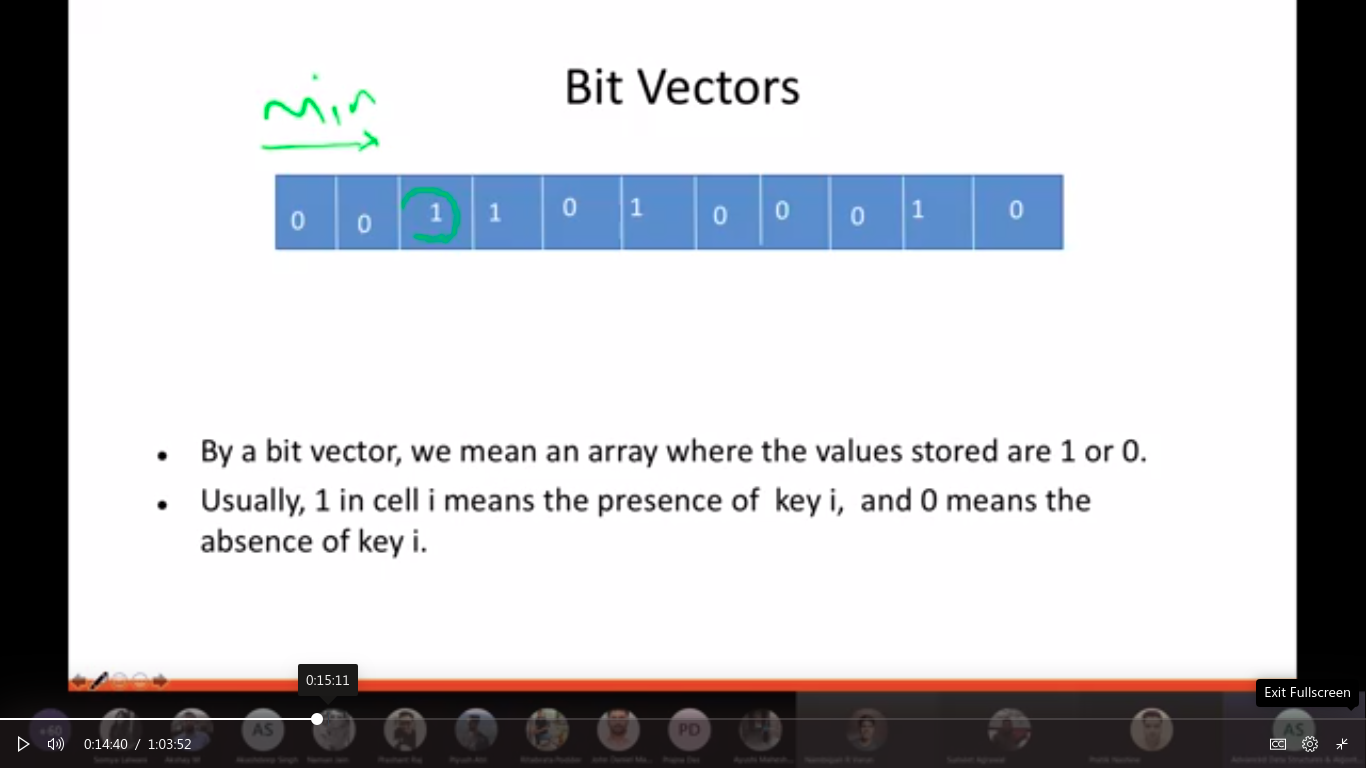 min
Bit Vectors
0 0 1 1 0 1 0 0 0 1 0
• By a bit vector, we mean an array where the values stored are 1 or 0.
• Usually, 1 in cell i means the presence of key i, and 0 means the
absence of key i.
0:15:11
Exit Fullscreen
+60 AS PD AS
0:14:40 / 1:03:52
CC